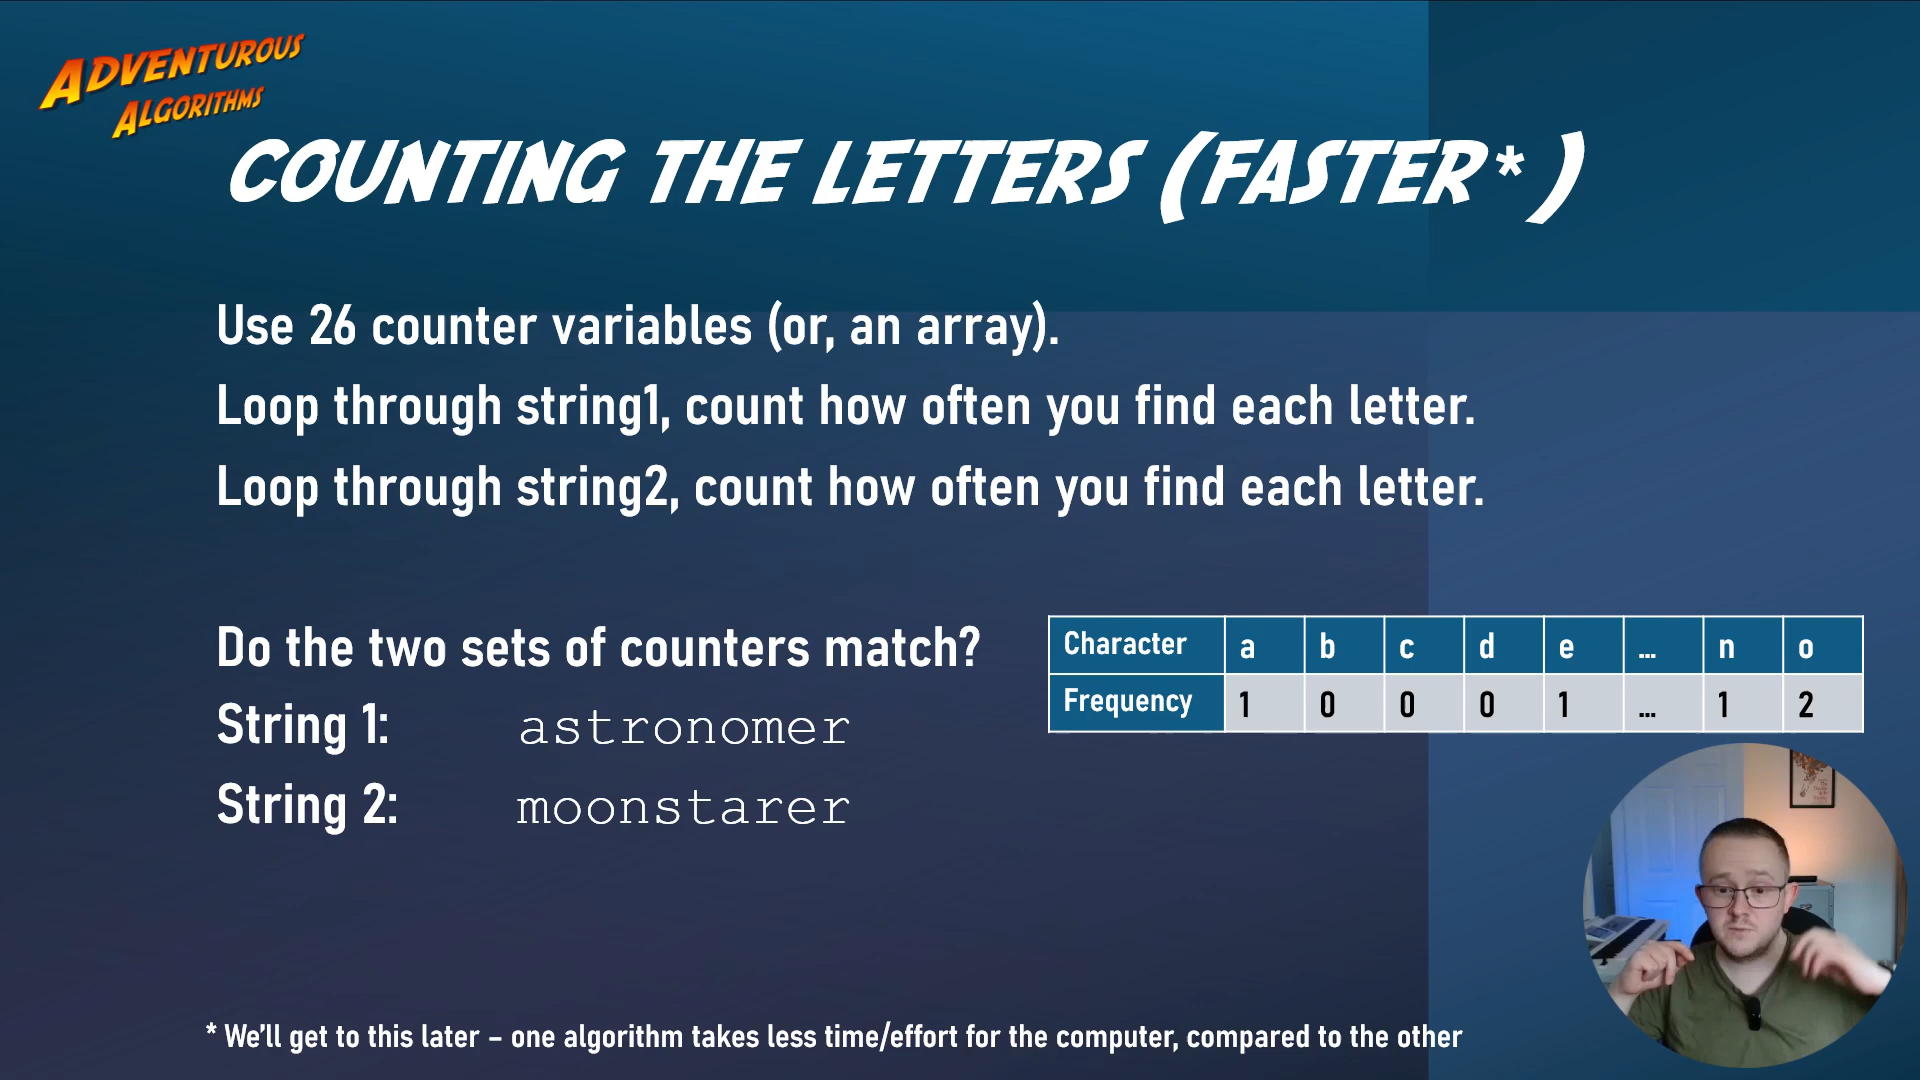 ADVENTUROUS
ALGORITHMS
COUNTING THE LETTERS (FASTER*)
Use 26 counter variables (or, an array).
Loop through string1, count how often you find each letter.
Loop through string2, count how often you find each letter.
Do the two sets of counters match?
String 1: astronomer
String 2: moonstarer
Character a b c d e ... n o
Frequency 1 0 0 0 1 ... 1 2
* We'll get to this later – one algorithm takes less time/effort for the computer, compared to the other